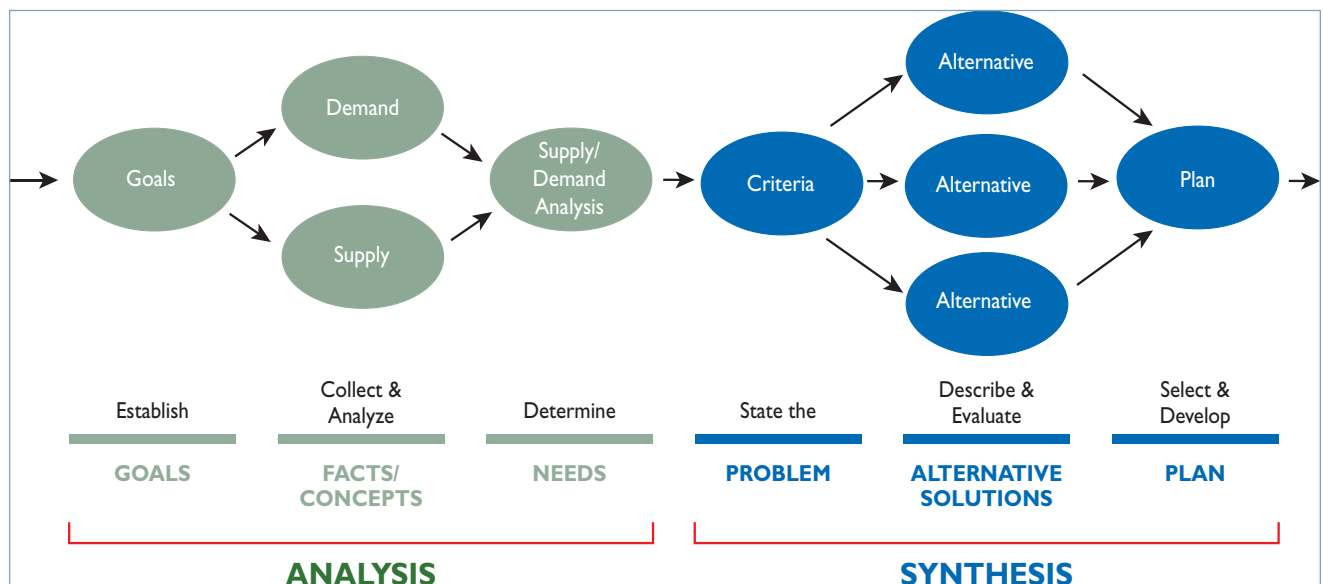 Alternative
Demand
Goals
Supply/
Demand
Analysis
Criteria
Alternative
Plan
Supply
Alternative
Establish
Collect &
Analyze
Determine
State the
Describe &
Evaluate
Select &
Develop
GOALS
FACTS/
CONCEPTS
NEEDS
PROBLEM
ALTERNATIVE
SOLUTIONS
PLAN
ANALYSIS
SYNTHESIS